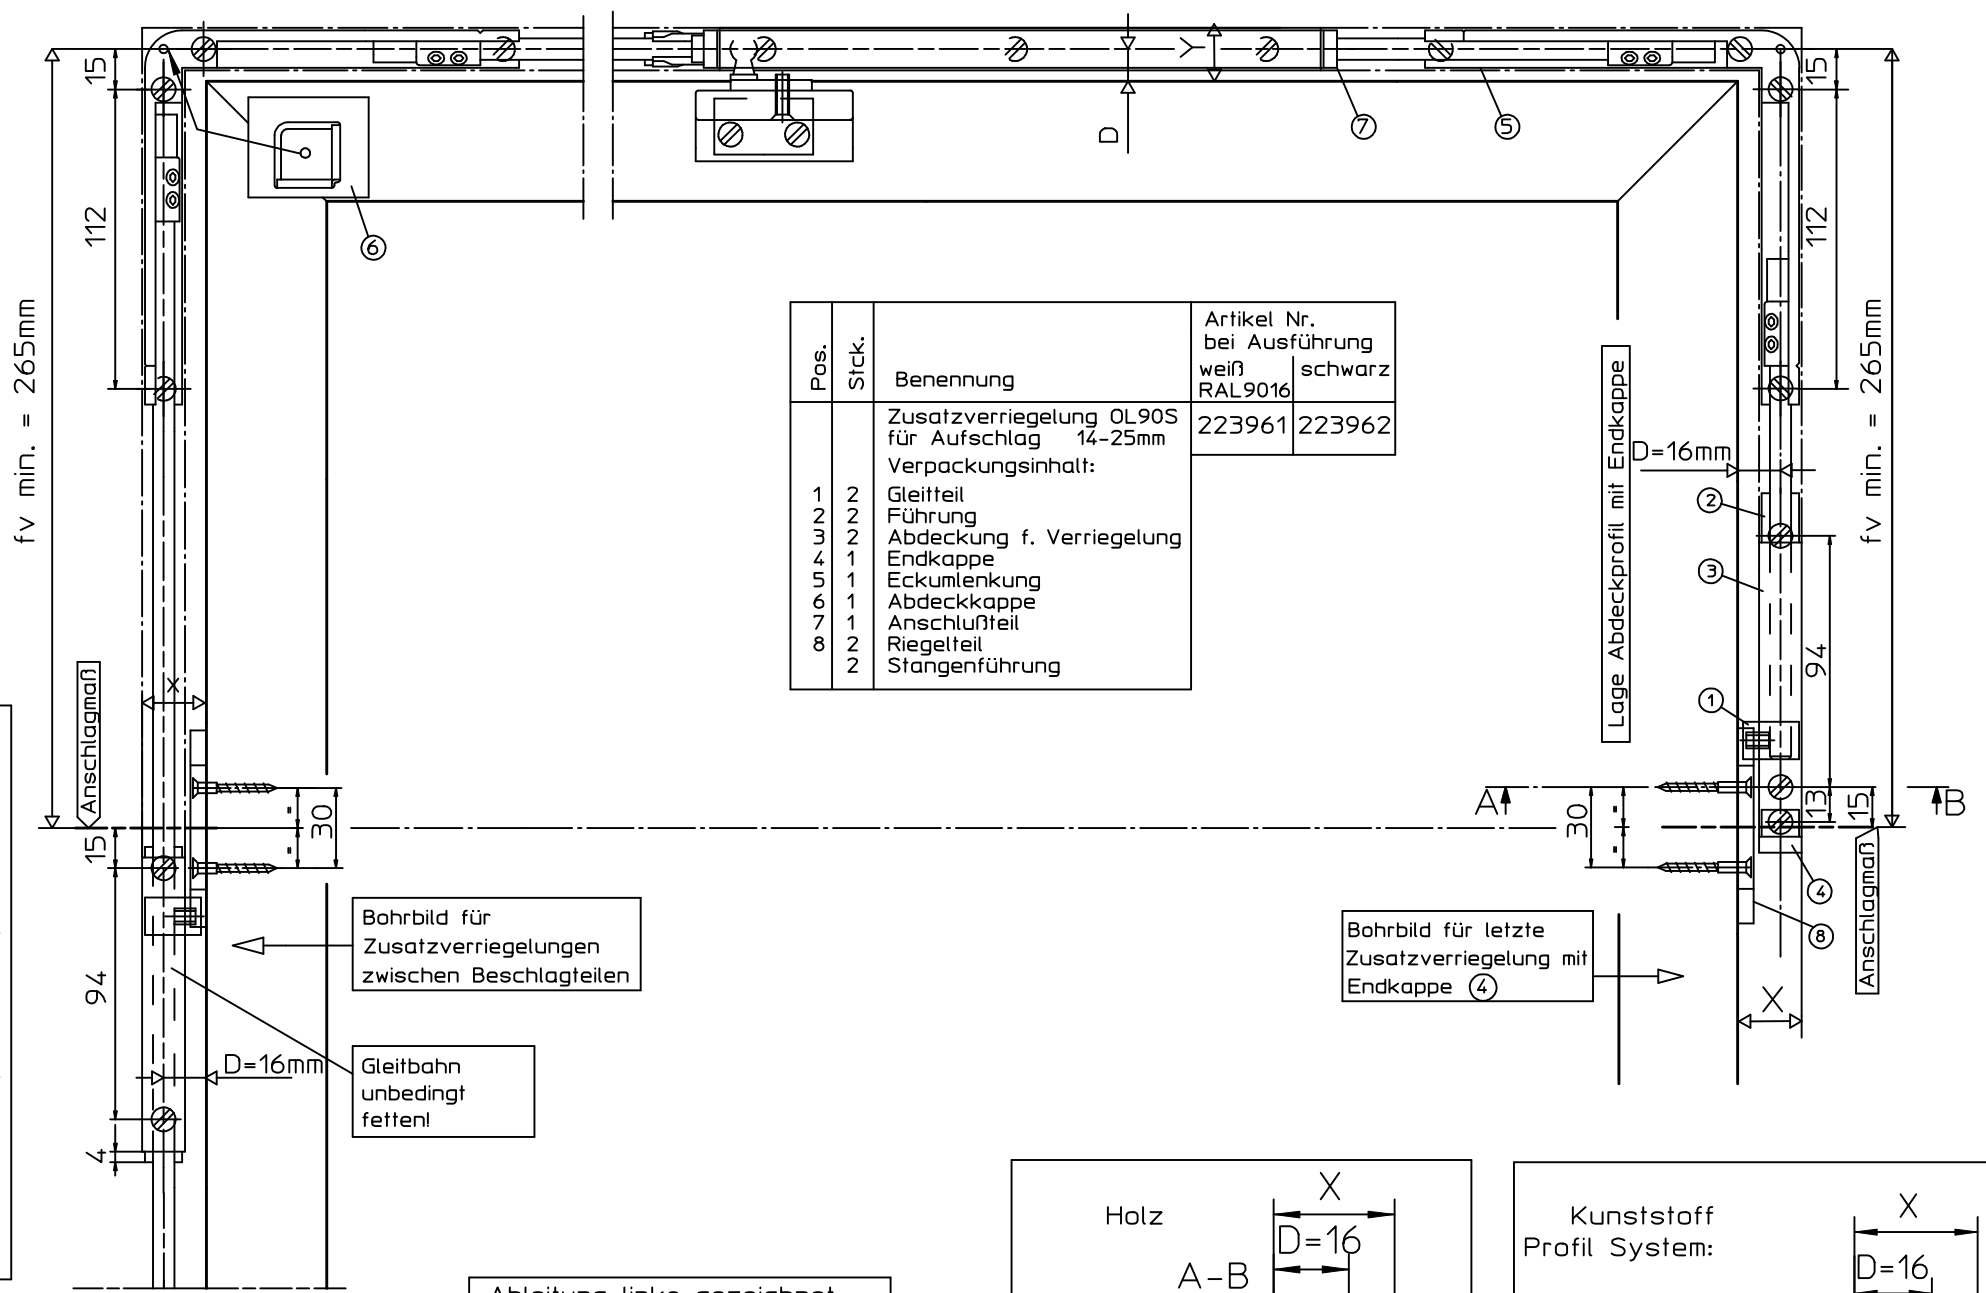 15
Y
15
D
7
5
112
6
112
fv min. = 265mm
fv min. = 265mm
Pos.
Stck.
Benennung
Artikel Nr.
bei Ausführung
weiß
RAL9016
schwarz
Zusatzverriegelung OL90S
für Aufschlag 14-25mm
223961 223962
Verpackungsinhalt:
1 2 Gleitteil
2 2 Führung
3 2 Abdeckung f. Verriegelung
4 1 Endkappe
5 1 Eckumlenkung
6 1 Abdeckkappe
7 1 Anschlußteil
8 2 Riegelteil
2 Stangenführung
Lage Abdeckprofil mit Endkappe
D=16mm
2
3
94
1
Anschlagmaß
X
30
=
=
15
A
30
=
=
13
15
B
Anschlagmaß
4
8
Bohrbild für
Zusatzverriegelungen
zwischen Beschlagteilen
Bohrbild für letzte
Zusatzverriegelung mit
Endkappe 4
X
94
D=16mm
Gleitbahn
unbedingt
fetten!
4
Holz
X
D=16
A-B
Kunststoff
Profil System:
X
D=16
Ableitung links gezeichnet